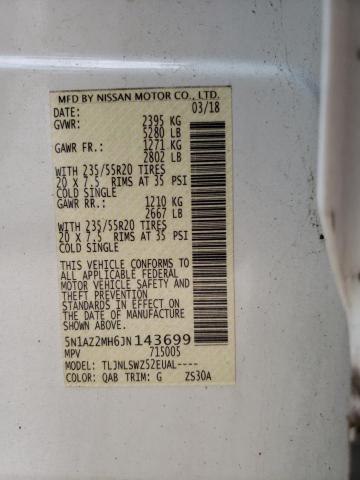 MFD BY NISSAN MOTOR CO., LTD.
DATE: 03/18
GVWR: 2395 KG
5280 LB
GAWR FR.: 1271 KG
2802 LB
WITH 235/55R20 TIRES
20 X 7.5 RIMS AT 35 PSI
COLD SINGLE
GAWR RR.: 1210 KG
2667 LB
WITH 235/55R20 TIRES
20 X 7.5 RIMS AT 35 PSI
COLD SINGLE
THIS VEHICLE CONFORMS TO
ALL APPLICABLE FEDERAL
MOTOR VEHICLE SAFETY
AND THEFT PREVENTION
STANDARDS IN EFFECT ON
THE DATE OF MANUFACTURE
SHOWN ABOVE.
5N1AZ2MH6JN143699
MPV 715005
TYPE: TLJNLSWZ52EUAL----
COLOR: QAB TRIM: G ZS30A